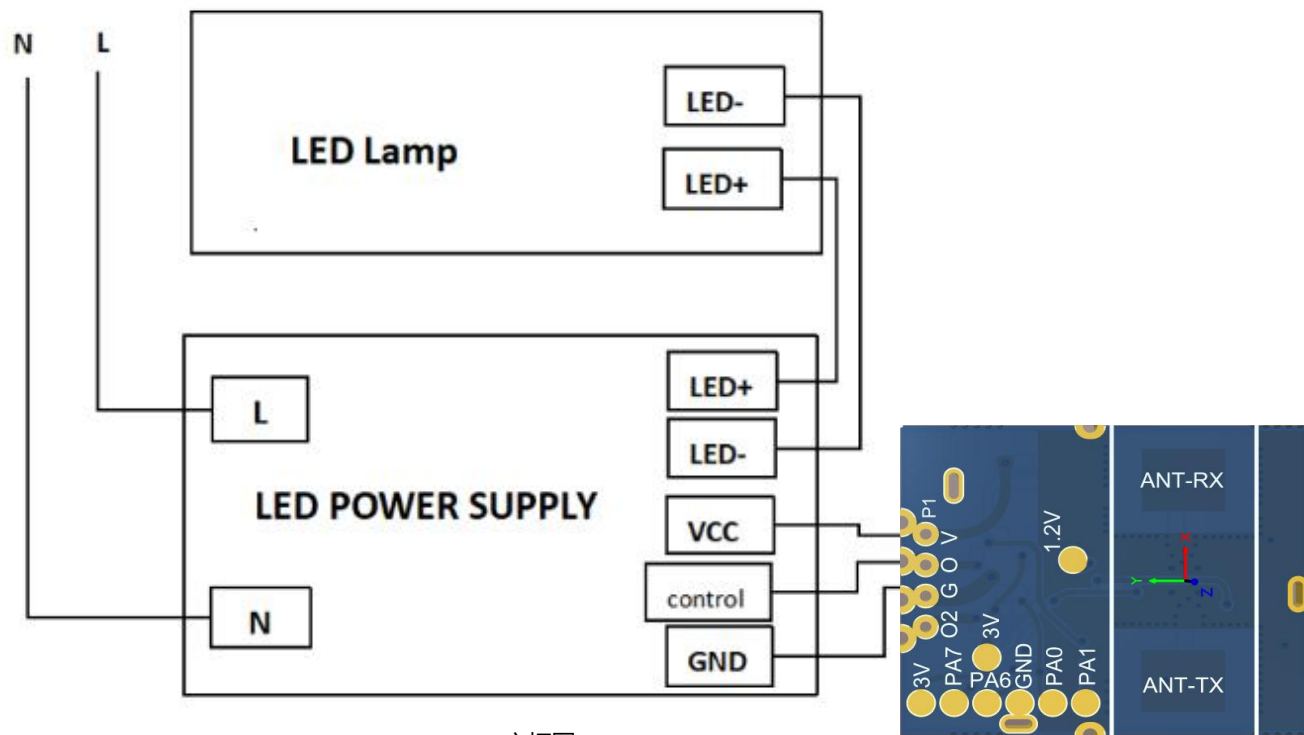 N L
LED Lamp
LED-
LED+
LED POWER SUPPLY
L
N
LED+
LED-
VCC
control
GND
P1
V
O
G
O2
1.2V
ANT-RX
X
Y
Z
3V
3V
PA7
PA6
GND
PA0
PA1
ANT-TX